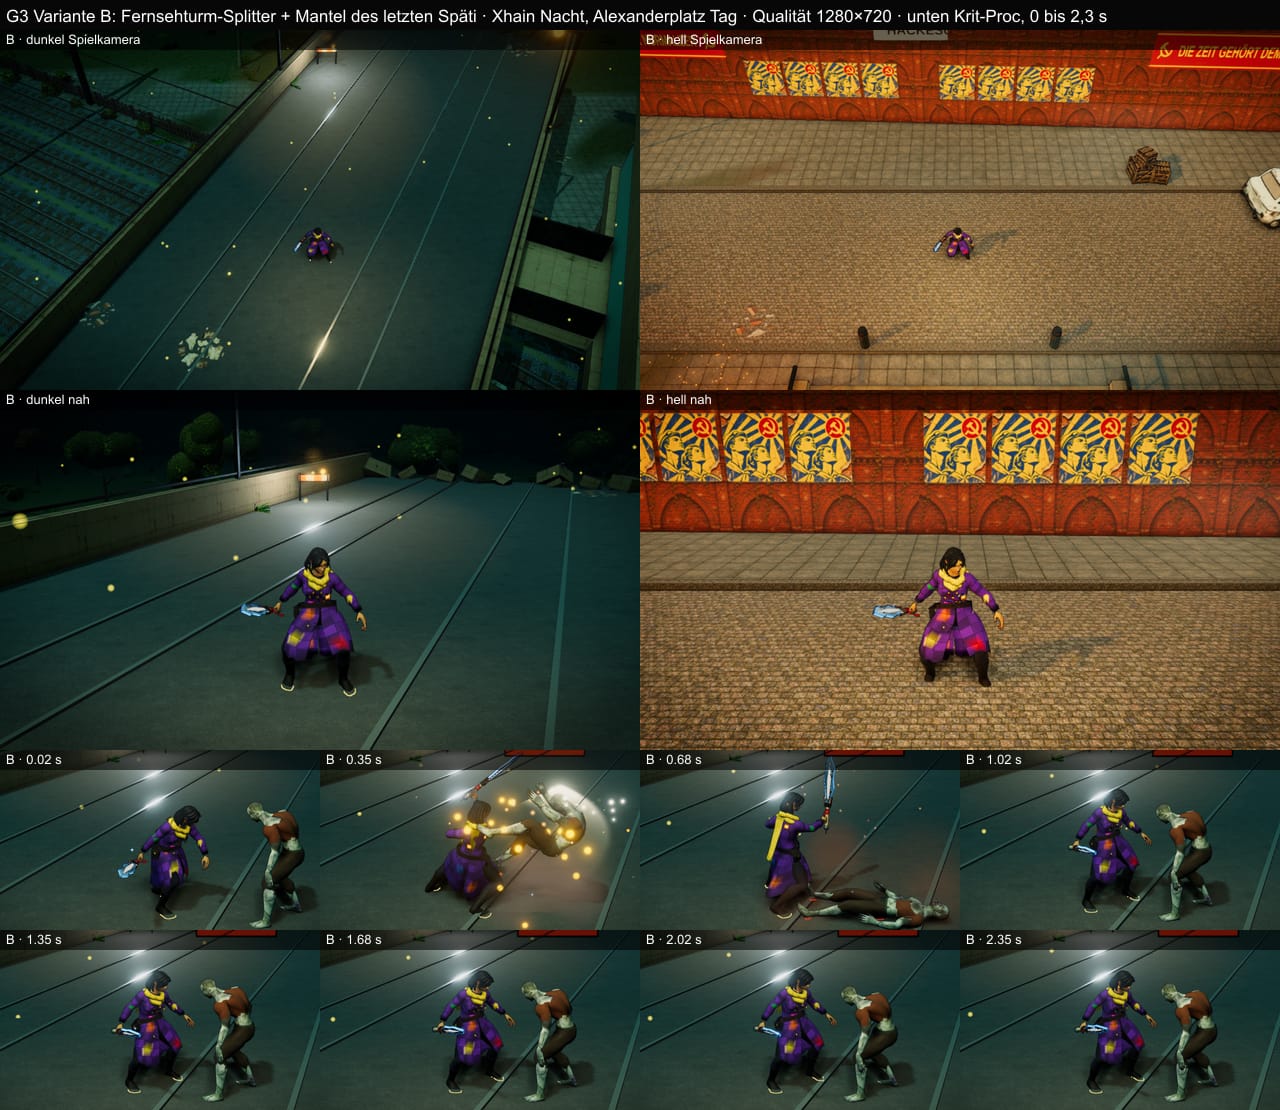 G3 Variante B: Fernsehturm-Splitter + Mantel des letzten Späti · Xhain Nacht, Alexanderplatz Tag · Qualität 1280×720 · unten Krit-Proc, 0 bis 2,3 s
B · dunkel Spielkamera
B · hell Spielkamera
DIE ZEIT GEHÖRT DEM
B · dunkel nah
B · hell nah
B · 0.02 s
B · 0.35 s
B · 0.68 s
B · 1.02 s
B · 1.35 s
B · 1.68 s
B · 2.02 s
B · 2.35 s